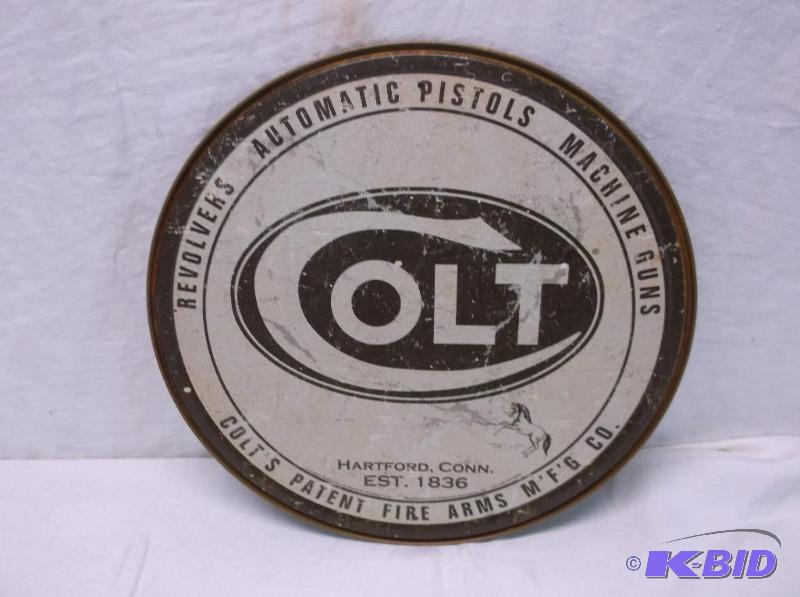 REVOLVERS AUTOMATIC PISTOLS MACHINE GUNS
COLT
®
HARTFORD, CONN.
EST. 1836
COLT'S PATENT FIRE ARMS M'F'G CO.
© K-BID